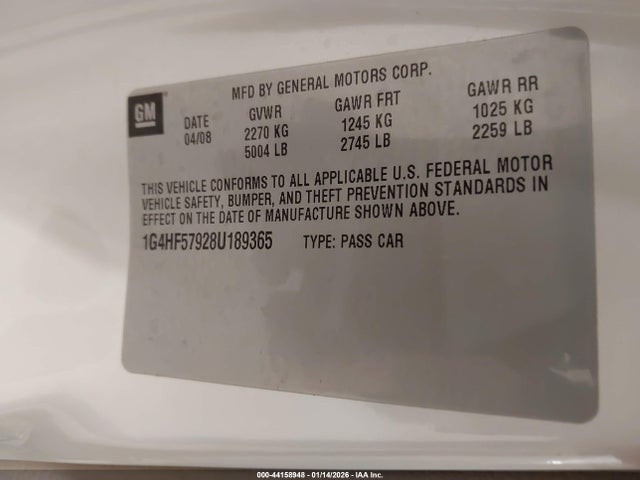 GM
MFD BY GENERAL MOTORS CORP.
DATE GVWR GAWR FRT GAWR RR
04/08 2270 KG 1245 KG 1025 KG
5004 LB 2745 LB 2259 LB
THIS VEHICLE CONFORMS TO ALL APPLICABLE U.S. FEDERAL MOTOR
VEHICLE SAFETY, BUMPER, AND THEFT PREVENTION STANDARDS IN
EFFECT ON THE DATE OF MANUFACTURE SHOWN ABOVE.
1G4HF57928U189365 TYPE: PASS CAR
000-44158948 - 01/14/2026 - IAA Inc.